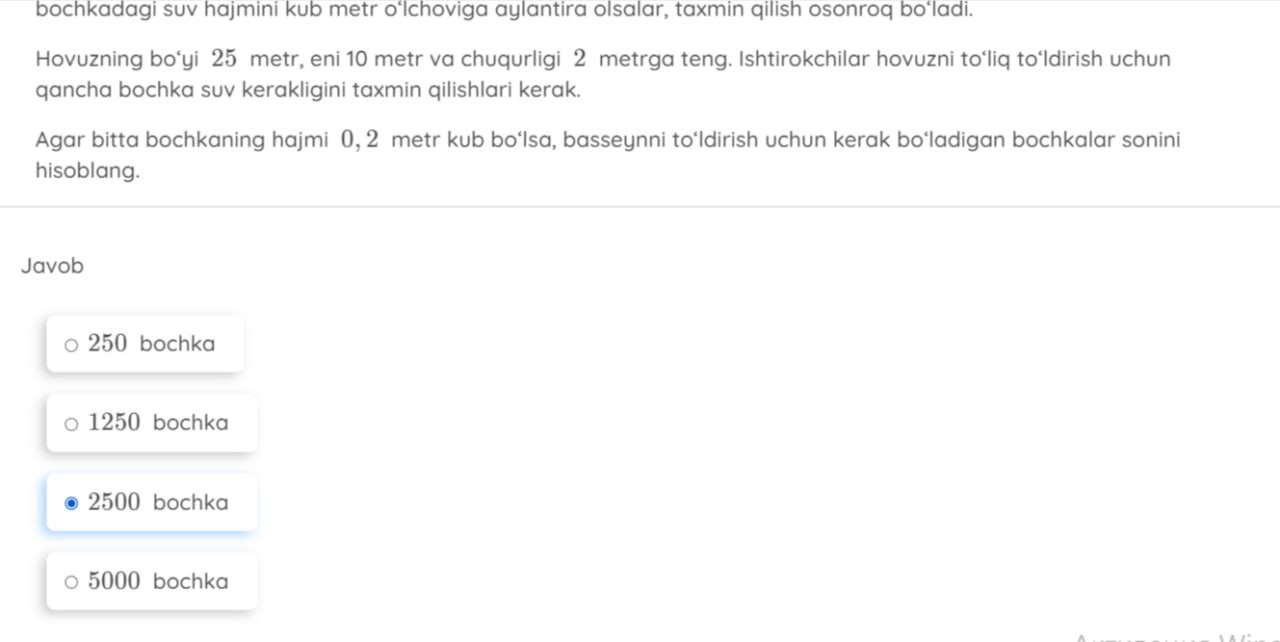 bochkadagi suv hajmini kub metr o‘lchoviga aylantira olsalar, taxmin qilish osonroq bo‘ladi.
Hovuzning bo‘yi 25 metr, eni 10 metr va chuqurligi 2 metrga teng. Ishtirokchilar hovuzni to‘liq to‘ldirish uchun
qancha bochka suv kerakligini taxmin qilishlari kerak.
Agar bitta bochkaning hajmi 0, 2 metr kub bo‘lsa, basseynni to‘ldirish uchun kerak bo‘ladigan bochkalar sonini
hisoblang.
Javob
250 bochka
1250 bochka
2500 bochka
5000 bochka